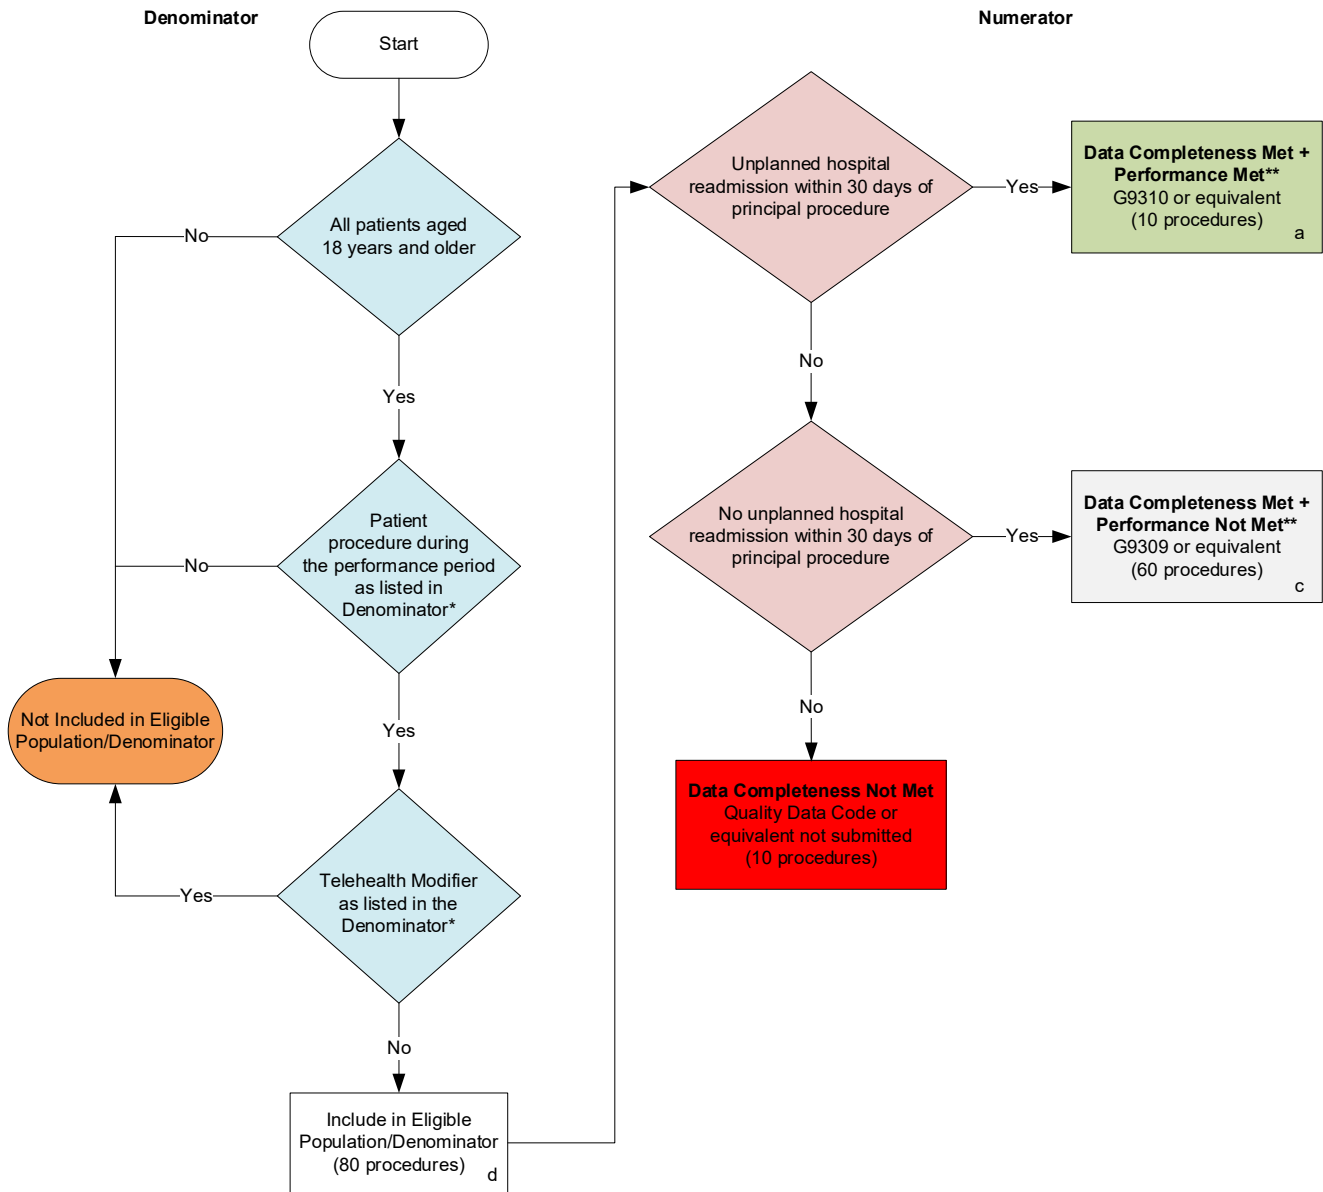 Denominator
Start
All patients aged
18 years and older
No
Yes
Patient
procedure during
the performance period
as listed in
Denominator*
No
Not Included in Eligible
Population/Denominator
Yes
Telehealth Modifier
as listed in the
Denominator*
Yes
No
Include in Eligible
Population/Denominator
(80 procedures)
d
Numerator
Unplanned hospital
readmission within 30 days of
principal procedure
Yes
Data Completeness Met +
Performance Met**
G9310 or equivalent
(10 procedures)
a
No
No unplanned hospital
readmission within 30 days of
principal procedure
Yes
Data Completeness Met +
Performance Not Met**
G9309 or equivalent
(60 procedures)
c
No
Data Completeness Not Met
Quality Data Code or
equivalent not submitted
(10 procedures)